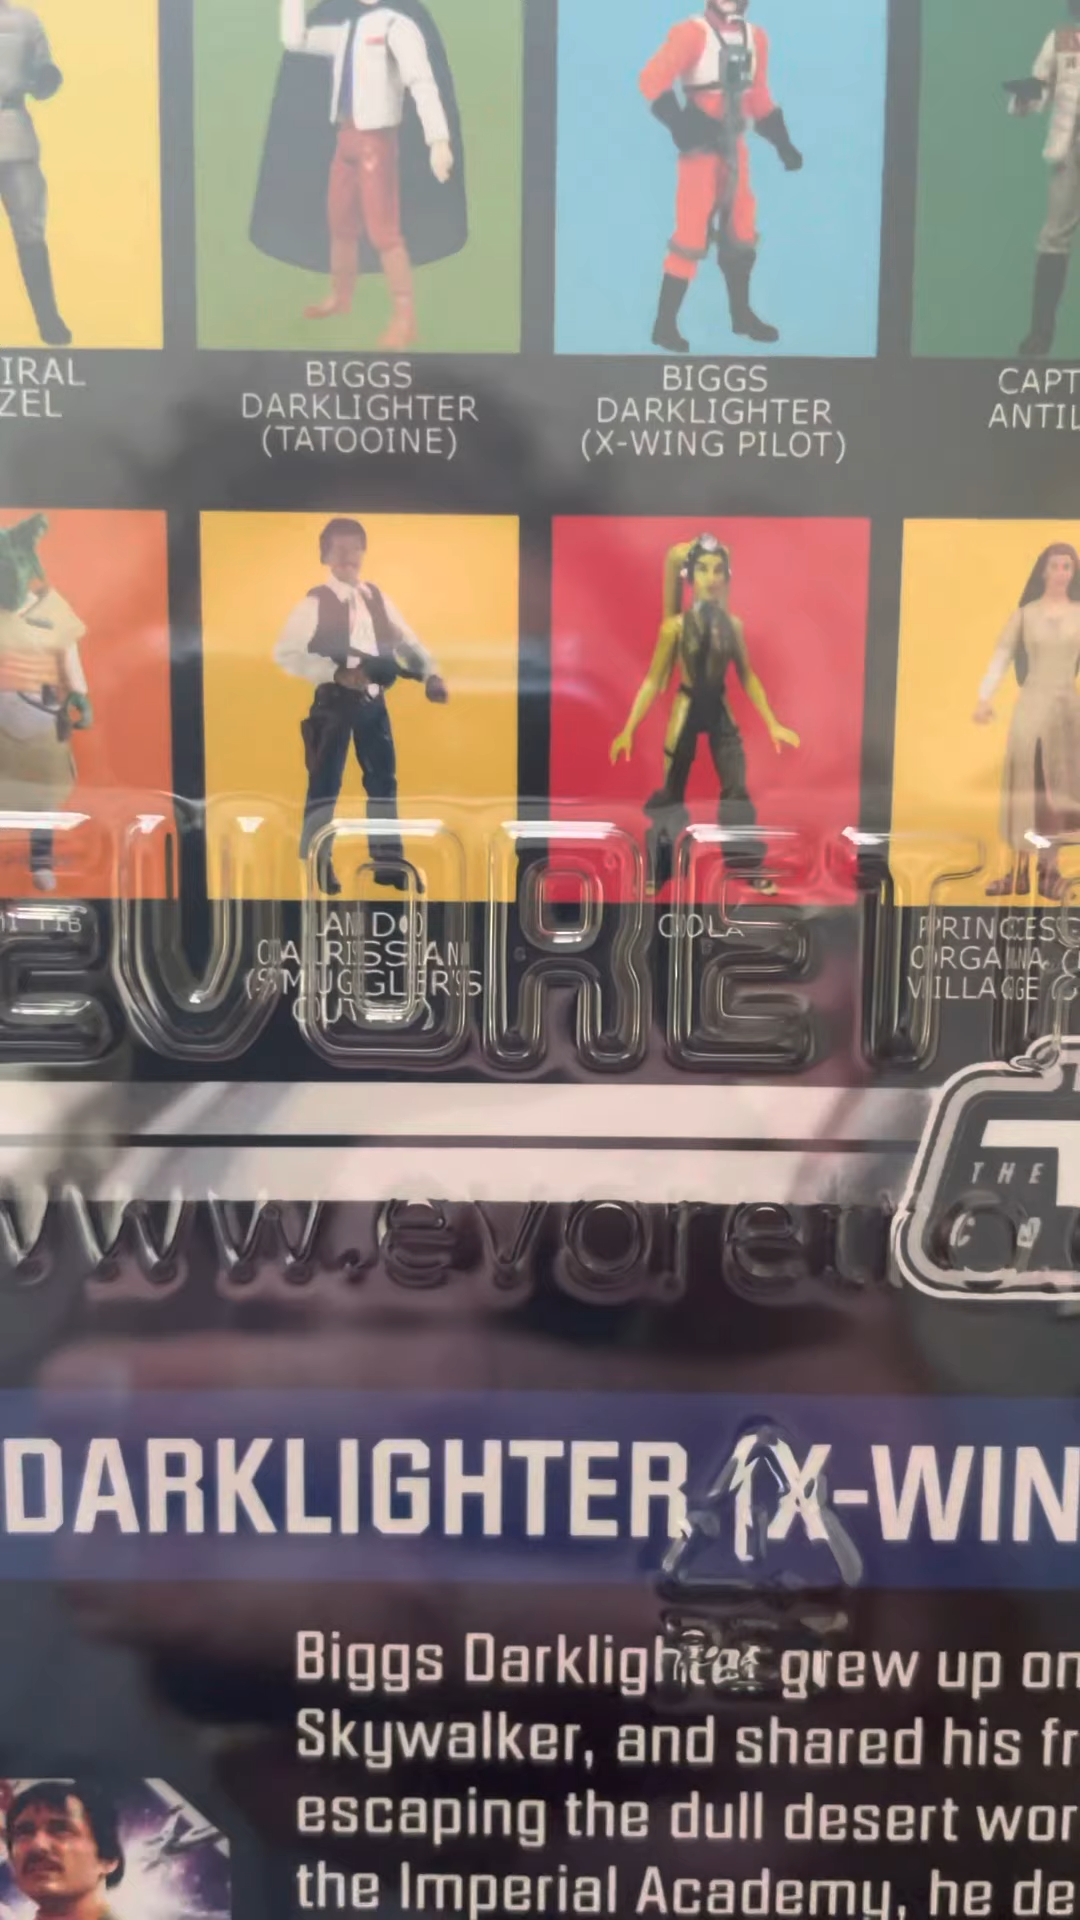 IRAL
ZEL
BIGGS
DARKLIGHTER
(TATOOINE)
BIGGS
DARKLIGHTER
(X-WING PILOT)
CAPT
ANTIL
LANDO
CALRISSIAN
(SMUGGLER'S
OOLA
PRINCESS
ORGANA
VILLAGE
EVORET
THE
www.evoret
DARKLIGHTER (X-WIN
Biggs Darklighter grew up on
Skywalker, and shared his fr
escaping the dull desert wor
the Imperial Academy, he de